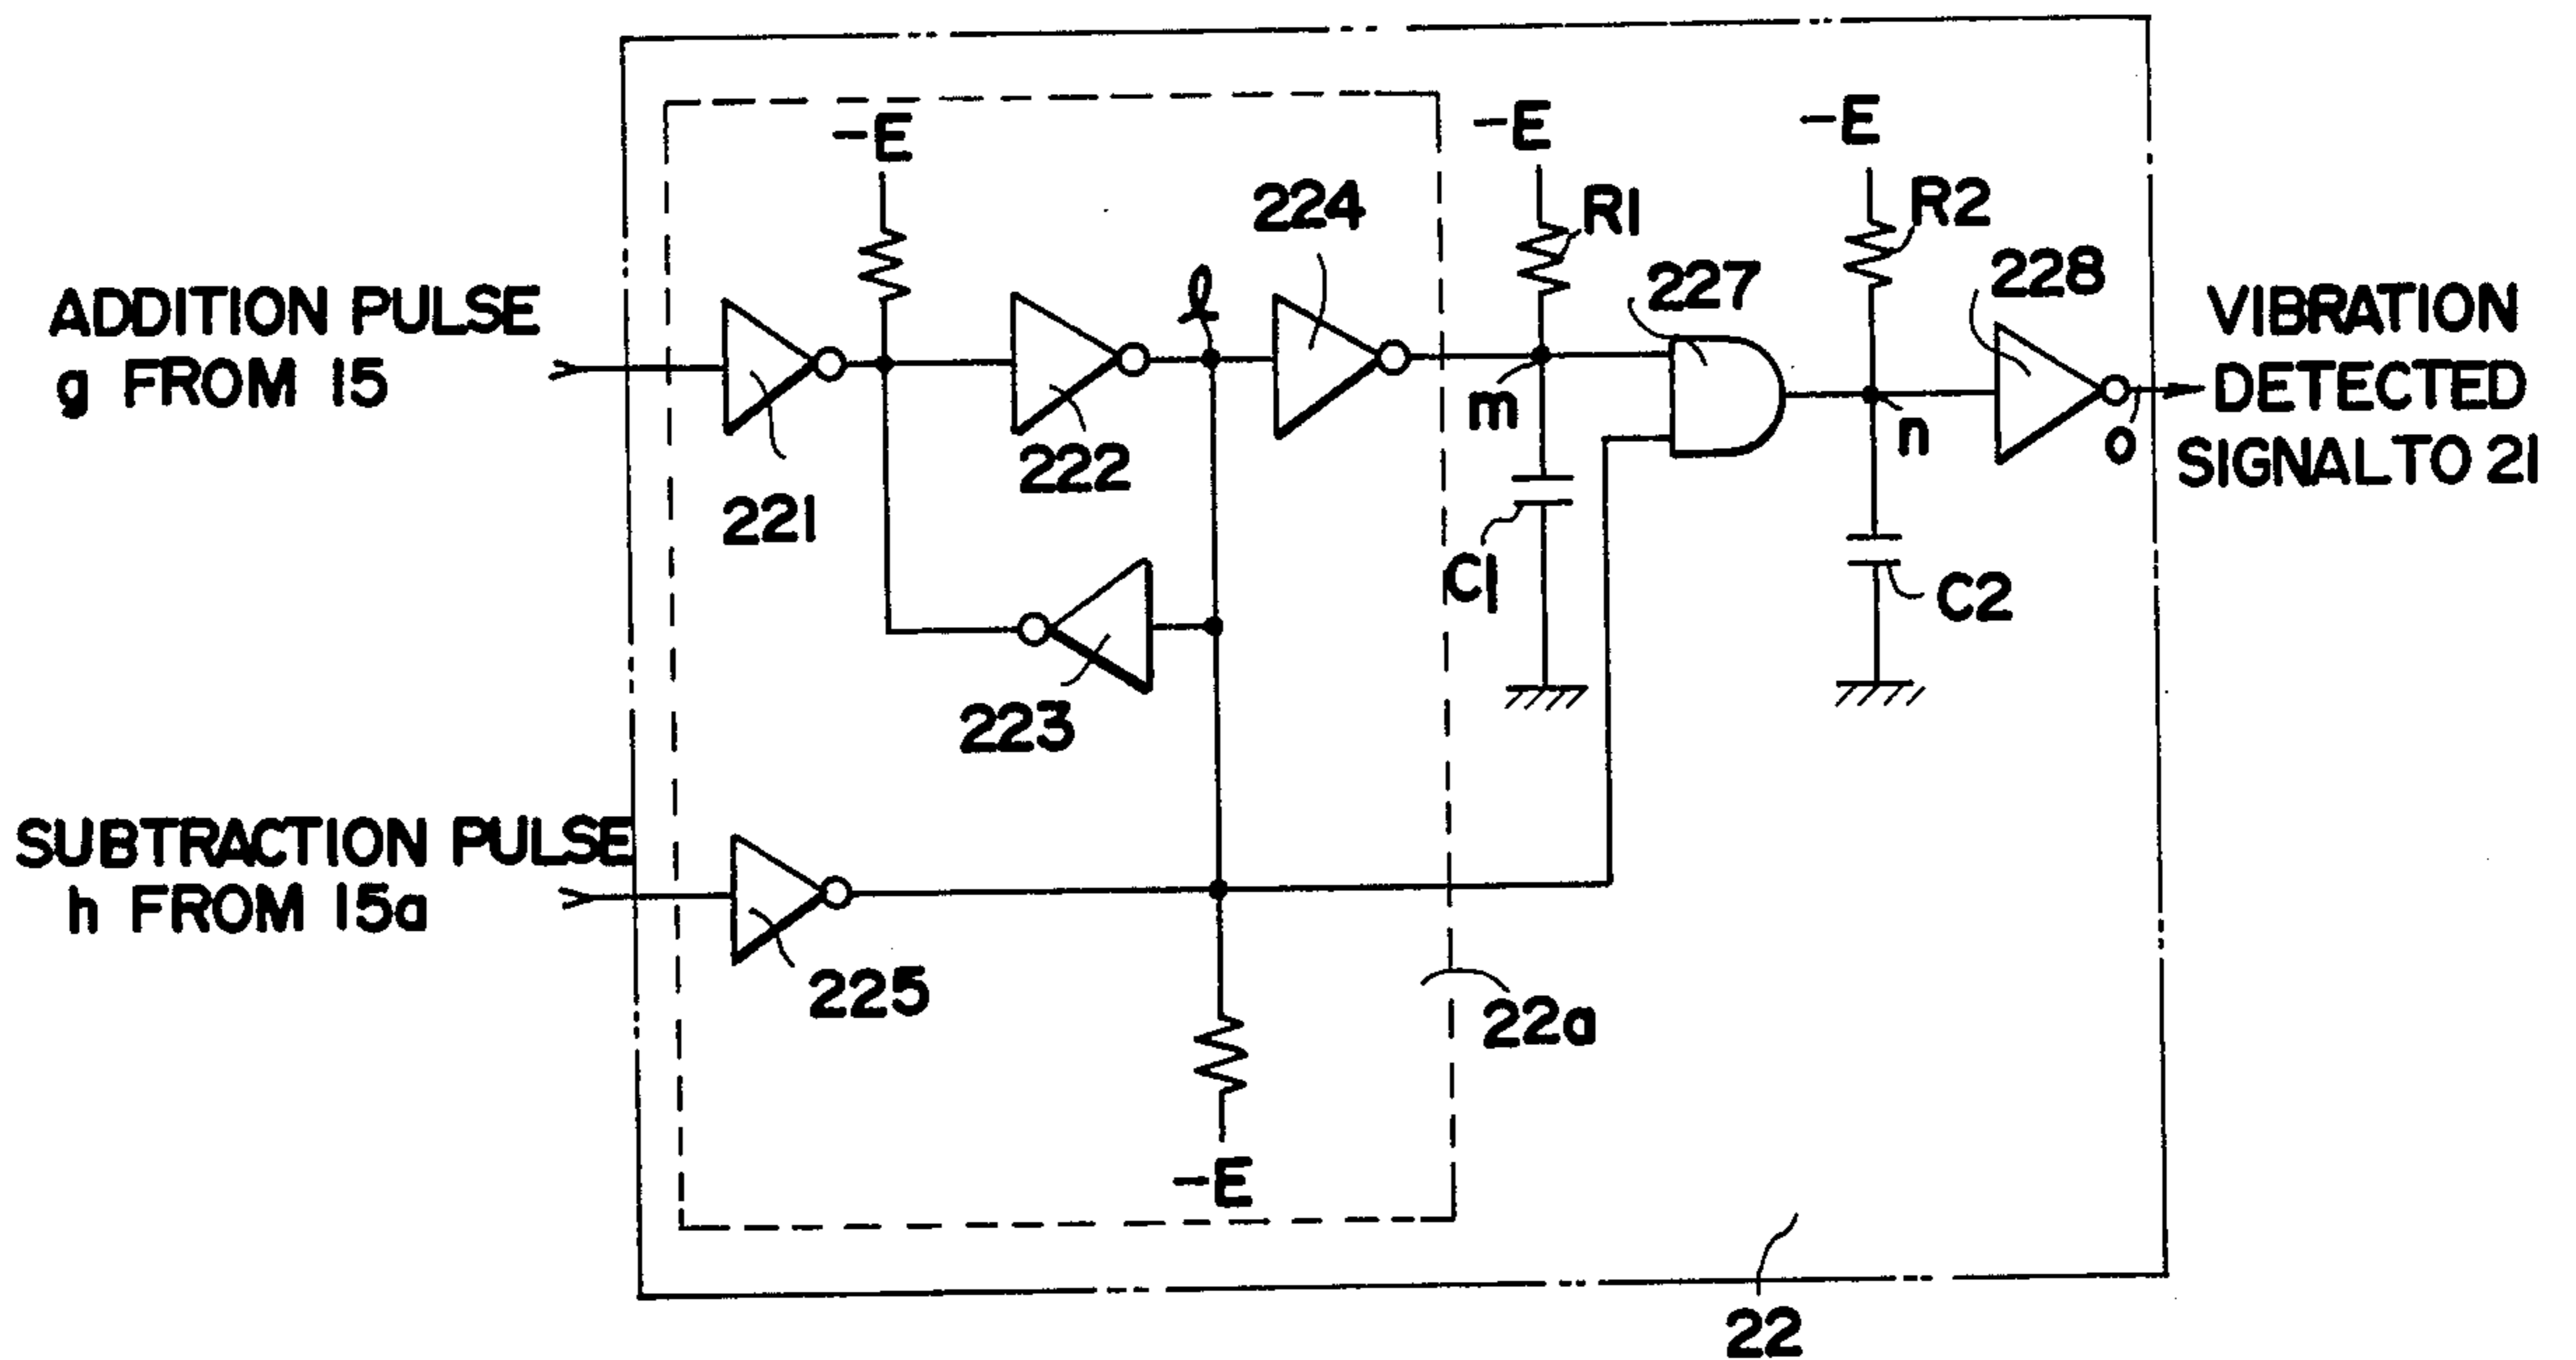 -E
-E
-E
224
R1
R2
ADDITION PULSE
g FROM 15
ℓ
227
228
VIBRATION
DETECTED
SIGNAL TO 21
m
n
o
221
222
C1
C2
223
SUBTRACTION PULSE
h FROM 15a
225
22a
-E
22